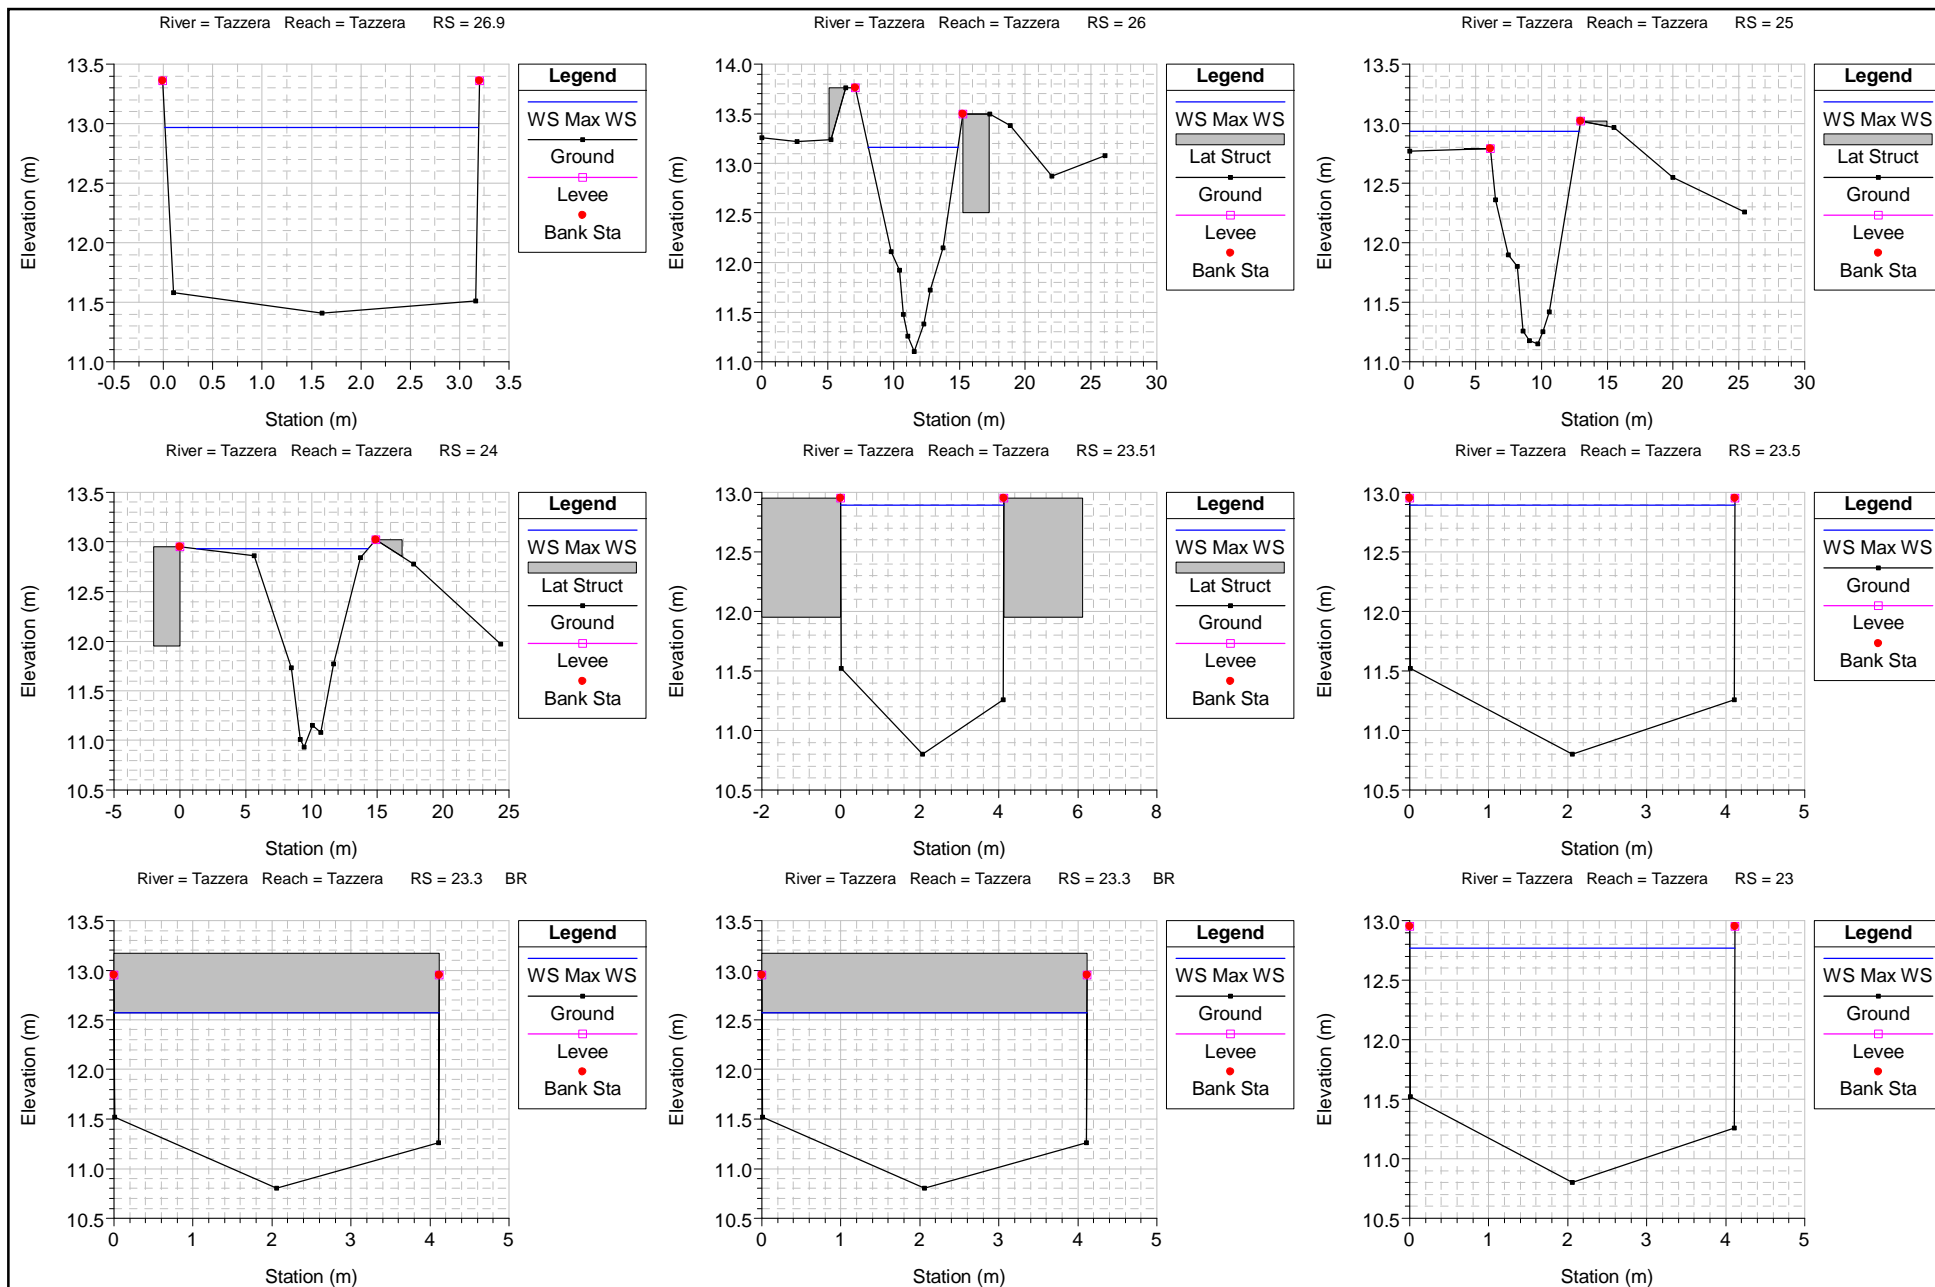 River = Tazzera   Reach = Tazzera      RS = 26.9
13.5
13.0
12.5
12.0
11.5
11.0
-0.5 0.0 0.5 1.0 1.5 2.0 2.5 3.0 3.5
Station (m)
Elevation (m)
Legend
WS Max WS
Ground
Levee
Bank Sta
River = Tazzera   Reach = Tazzera      RS = 26
14.0
13.5
13.0
12.5
12.0
11.5
11.0
0 5 10 15 20 25 30
Station (m)
Elevation (m)
Legend
WS Max WS
Lat Struct
Ground
Levee
Bank Sta
River = Tazzera   Reach = Tazzera      RS = 25
13.5
13.0
12.5
12.0
11.5
11.0
0 5 10 15 20 25 30
Station (m)
Elevation (m)
Legend
WS Max WS
Lat Struct
Ground
Levee
Bank Sta
River = Tazzera   Reach = Tazzera      RS = 24
13.5
13.0
12.5
12.0
11.5
11.0
10.5
-5 0 5 10 15 20 25
Station (m)
Elevation (m)
Legend
WS Max WS
Lat Struct
Ground
Levee
Bank Sta
River = Tazzera   Reach = Tazzera      RS = 23.51
13.0
12.5
12.0
11.5
11.0
10.5
-2 0 2 4 6 8
Station (m)
Elevation (m)
Legend
WS Max WS
Lat Struct
Ground
Levee
Bank Sta
River = Tazzera   Reach = Tazzera      RS = 23.5
13.0
12.5
12.0
11.5
11.0
10.5
0 1 2 3 4 5
Station (m)
Elevation (m)
Legend
WS Max WS
Ground
Levee
Bank Sta
River = Tazzera   Reach = Tazzera      RS = 23.3     BR
13.5
13.0
12.5
12.0
11.5
11.0
10.5
0 1 2 3 4 5
Station (m)
Elevation (m)
Legend
WS Max WS
Ground
Levee
Bank Sta
River = Tazzera   Reach = Tazzera      RS = 23.3     BR
13.5
13.0
12.5
12.0
11.5
11.0
10.5
0 1 2 3 4 5
Station (m)
Elevation (m)
Legend
WS Max WS
Ground
Levee
Bank Sta
River = Tazzera   Reach = Tazzera      RS = 23
13.0
12.5
12.0
11.5
11.0
10.5
0 1 2 3 4 5
Station (m)
Elevation (m)
Legend
WS Max WS
Ground
Levee
Bank Sta